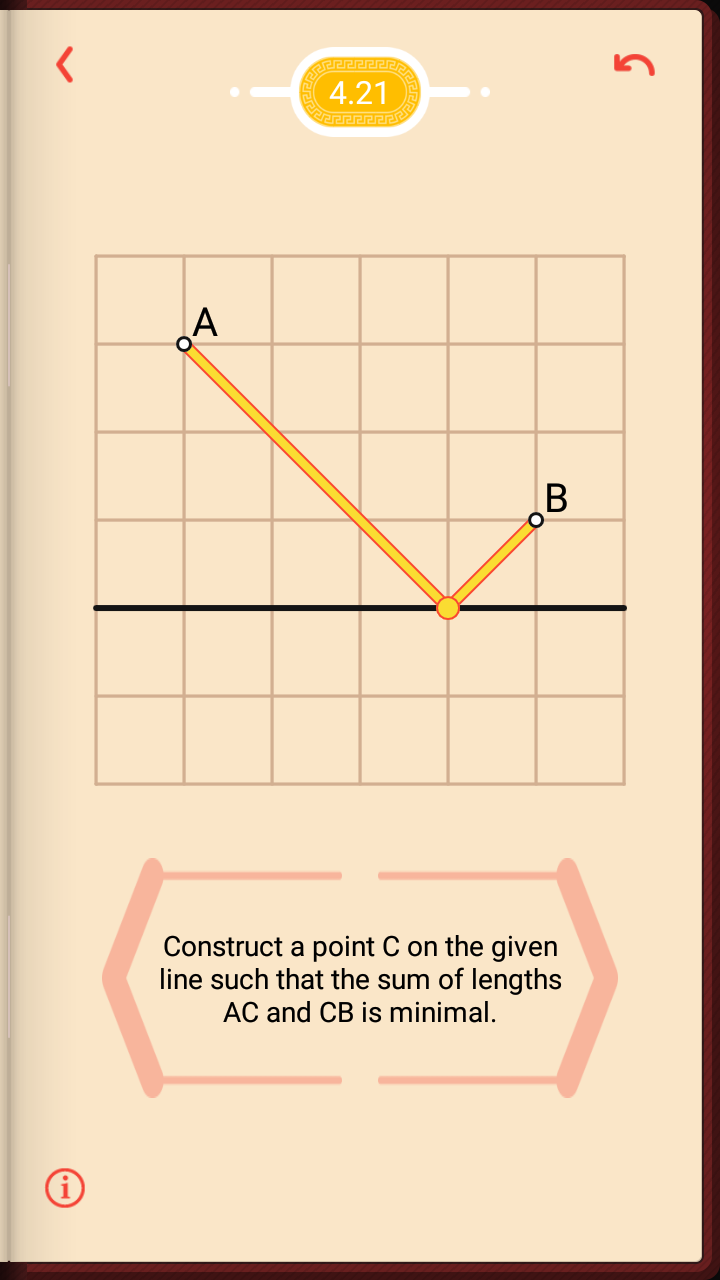 4.21
A
B
Construct a point C on the given
line such that the sum of lengths
AC and CB is minimal.
i